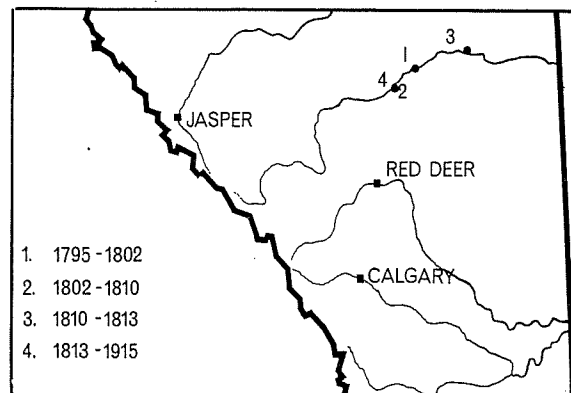 3
1
4
2
JASPER
RED DEER
CALGARY
1. 1795-1802
2. 1802-1810
3. 1810-1813
4. 1813-1915